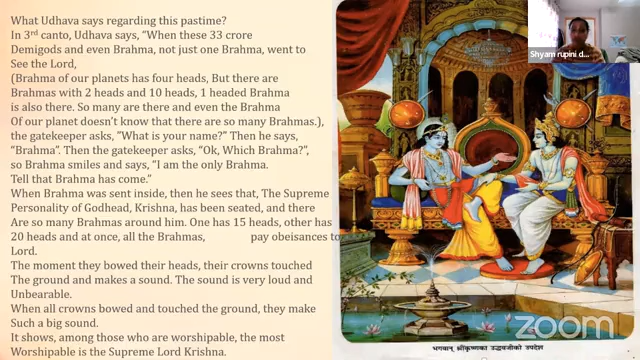 What Udhava says regarding this pastime?
In 3rd canto, Udhava says, “When these 33 crore
Demigods and even Brahma, not just one Brahma, went to
See the Lord,
(Brahma of our planets has four heads, But there are
Brahmas with 2 heads and 10 heads, 1 headed Brahma
is also there. So many are there and even the Brahma
Of our planet doesn’t know that there are so many Brahmas.),
the gatekeeper asks, “What is your name?” Then he says,
“Brahma”. Then the gatekeeper asks, “Ok, Which Brahma?”,
so Brahma smiles and says, “I am the only Brahma.
Tell that Brahma has come.”
When Brahma was sent inside, then he sees that, The Supreme
Personality of Godhead, Krishna, has been seated, and there
Are so many Brahmas around him. One has 15 heads, other has
20 heads and at once, all the Brahmas, pay obeisances to
Lord.
The moment they bowed their heads, their crowns touched
The ground and makes a sound. The sound is very loud and
Unbearable.
When all crowns bowed and touched the ground, they make
Such a big sound.
It shows, among those who are worshipable, the most
Worshipable is the Supreme Lord Krishna.
Shyam rupini d...
zoom
भगवान् श्रीकृष्णका उद्धवजीको उपदेश